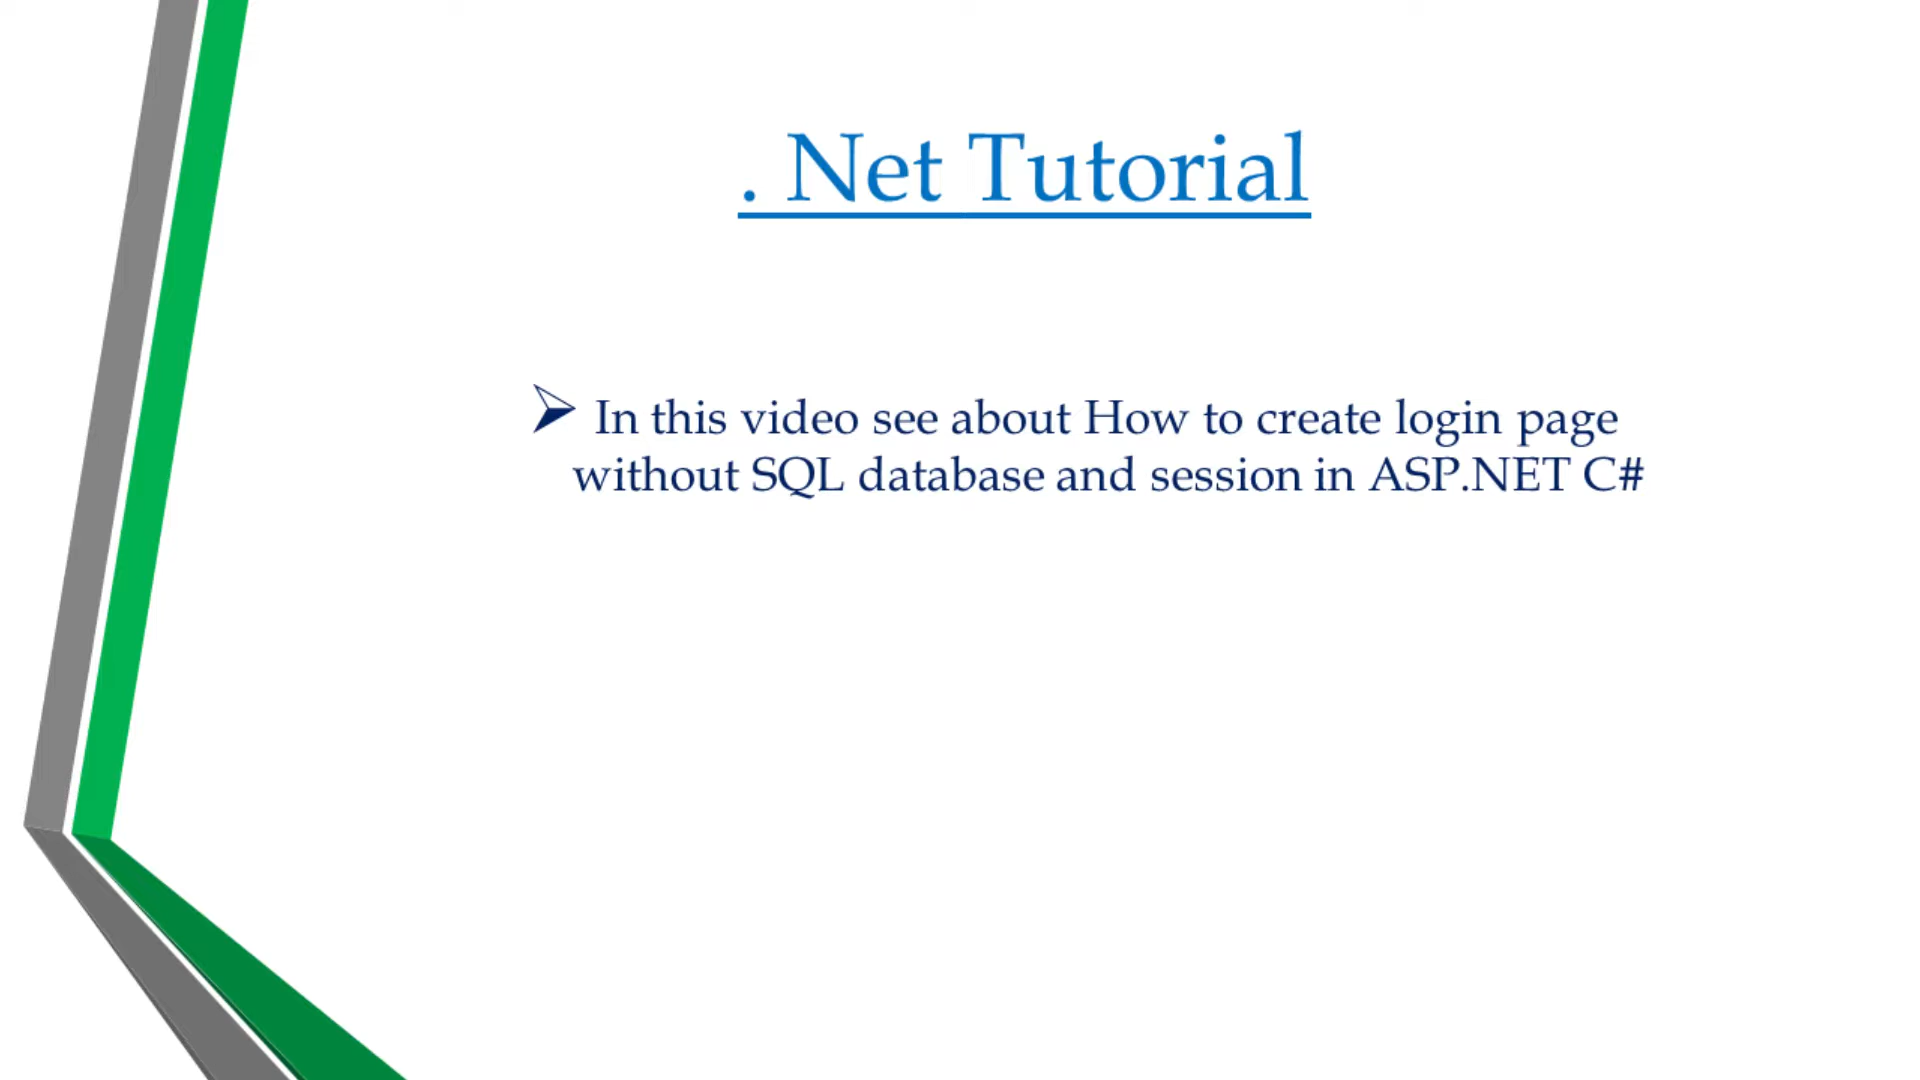 . Net Tutorial
In this video see about How to create login page
without SQL database and session in ASP.NET C#